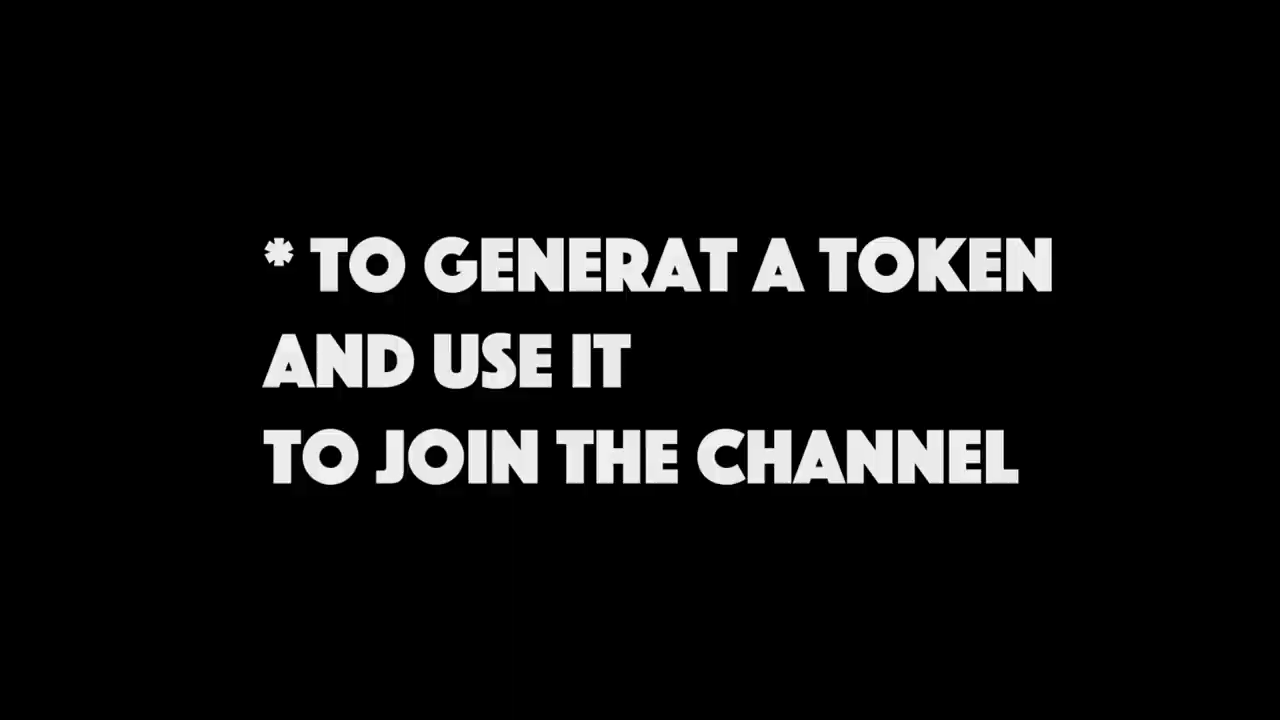 * TO GENERAT A TOKEN
AND USE IT
TO JOIN THE CHANNEL